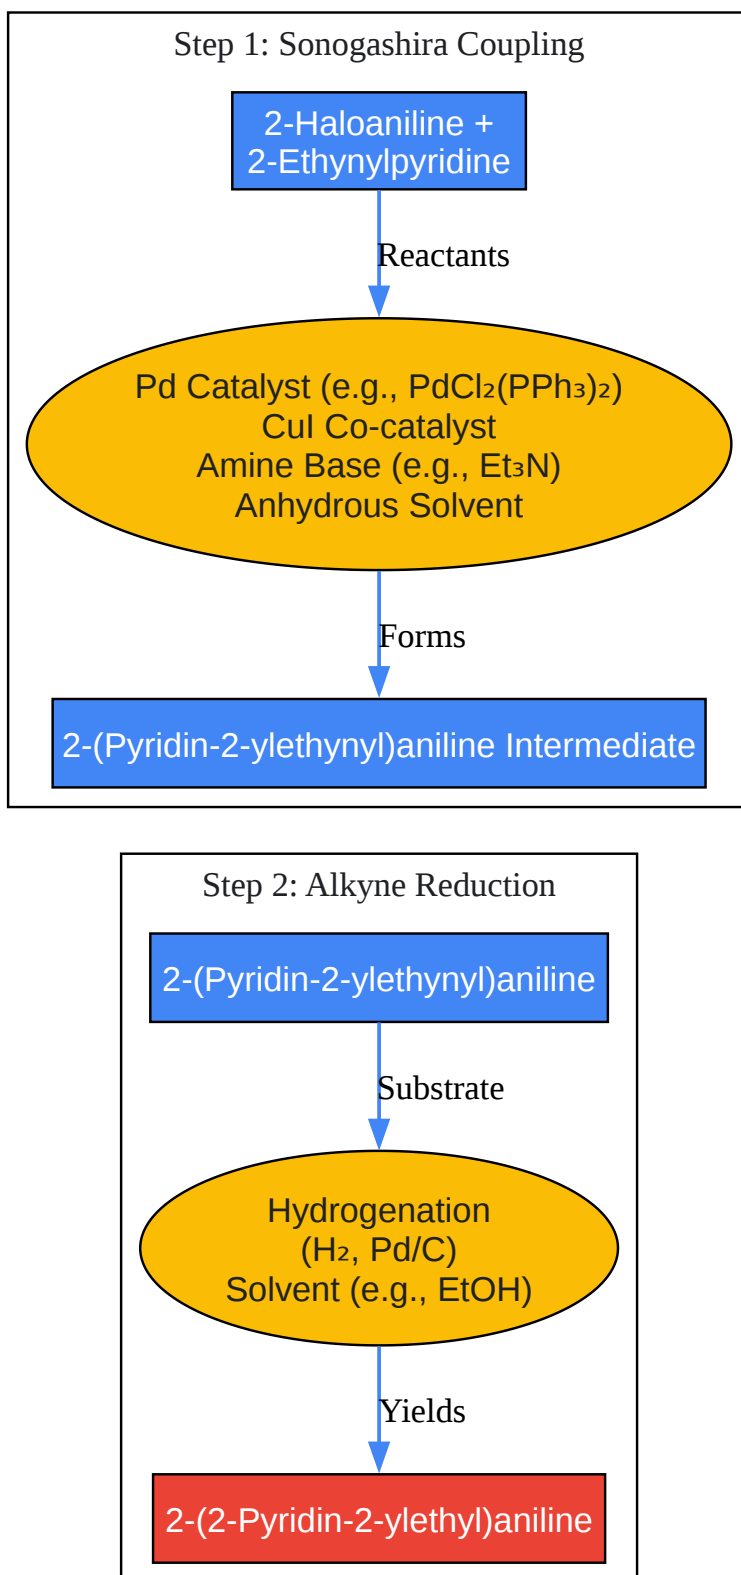 Step 1: Sonogashira Coupling
2-Haloaniline +
2-Ethynylpyridine
Reactants
Pd Catalyst (e.g., PdCl₂(PPh₃)₂)
CuI Co-catalyst
Amine Base (e.g., Et₃N)
Anhydrous Solvent
Forms
2-(Pyridin-2-ylethynyl)aniline Intermediate
Step 2: Alkyne Reduction
2-(Pyridin-2-ylethynyl)aniline
Substrate
Hydrogenation
(H₂, Pd/C)
Solvent (e.g., EtOH)
Yields
2-(2-Pyridin-2-ylethyl)aniline